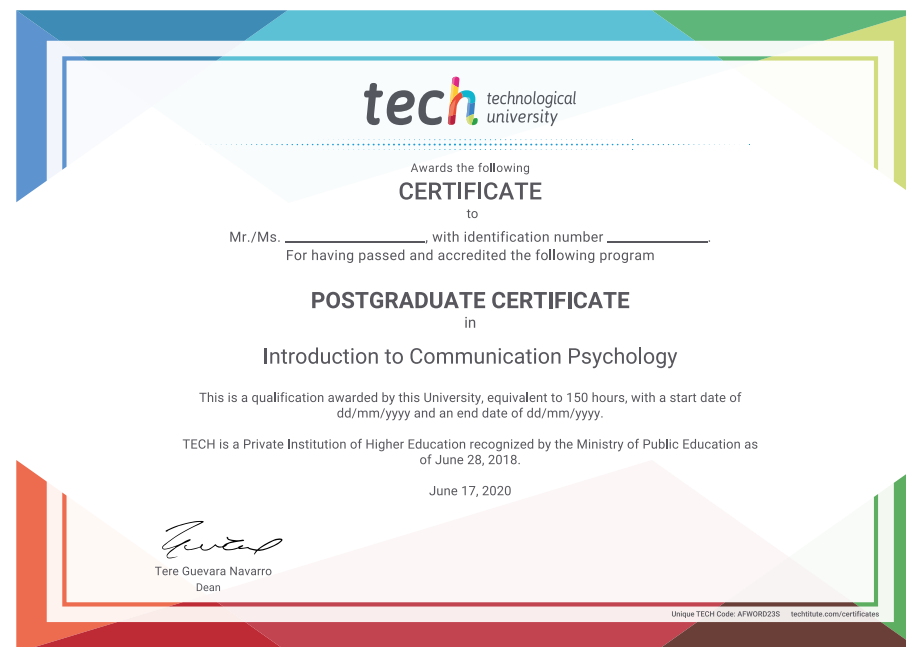 tech technological
university
Awards the following
CERTIFICATE
to
Mr./Ms. ____________________, with identification number ______________.
For having passed and accredited the following program
POSTGRADUATE CERTIFICATE
in
Introduction to Communication Psychology
This is a qualification awarded by this University, equivalent to 150 hours, with a start date of
dd/mm/yyyy and an end date of dd/mm/yyyy.
TECH is a Private Institution of Higher Education recognized by the Ministry of Public Education as
of June 28, 2018.
June 17, 2020
Tere Guevara Navarro
Dean
Unique TECH Code: AFWORD23S techtitute.com/certificates